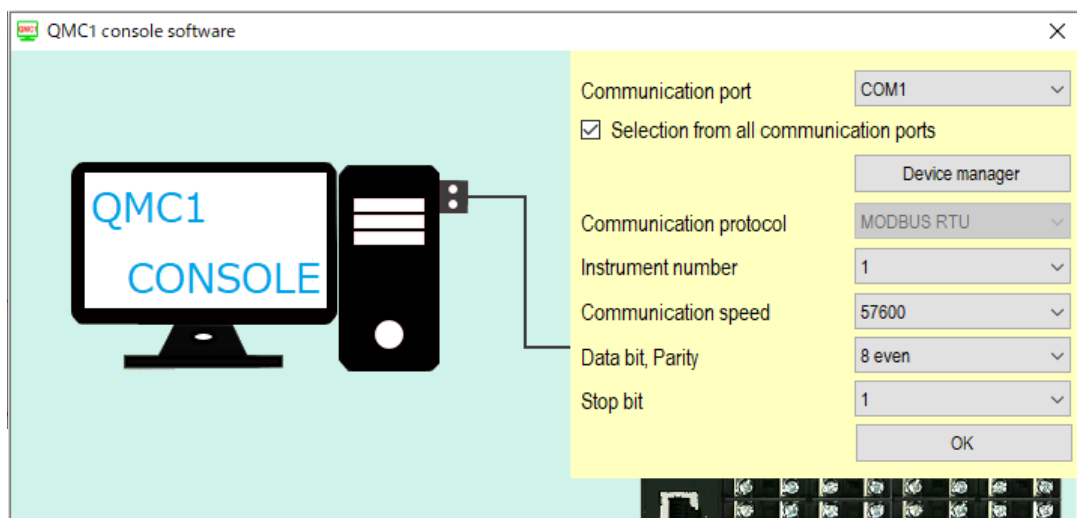 QMC1 QMC1 console software
Communication port COM1
Selection from all communication ports
Device manager
Communication protocol MODBUS RTU
Instrument number 1
Communication speed 57600
Data bit, Parity 8 even
Stop bit 1
OK
QMC1
CONSOLE